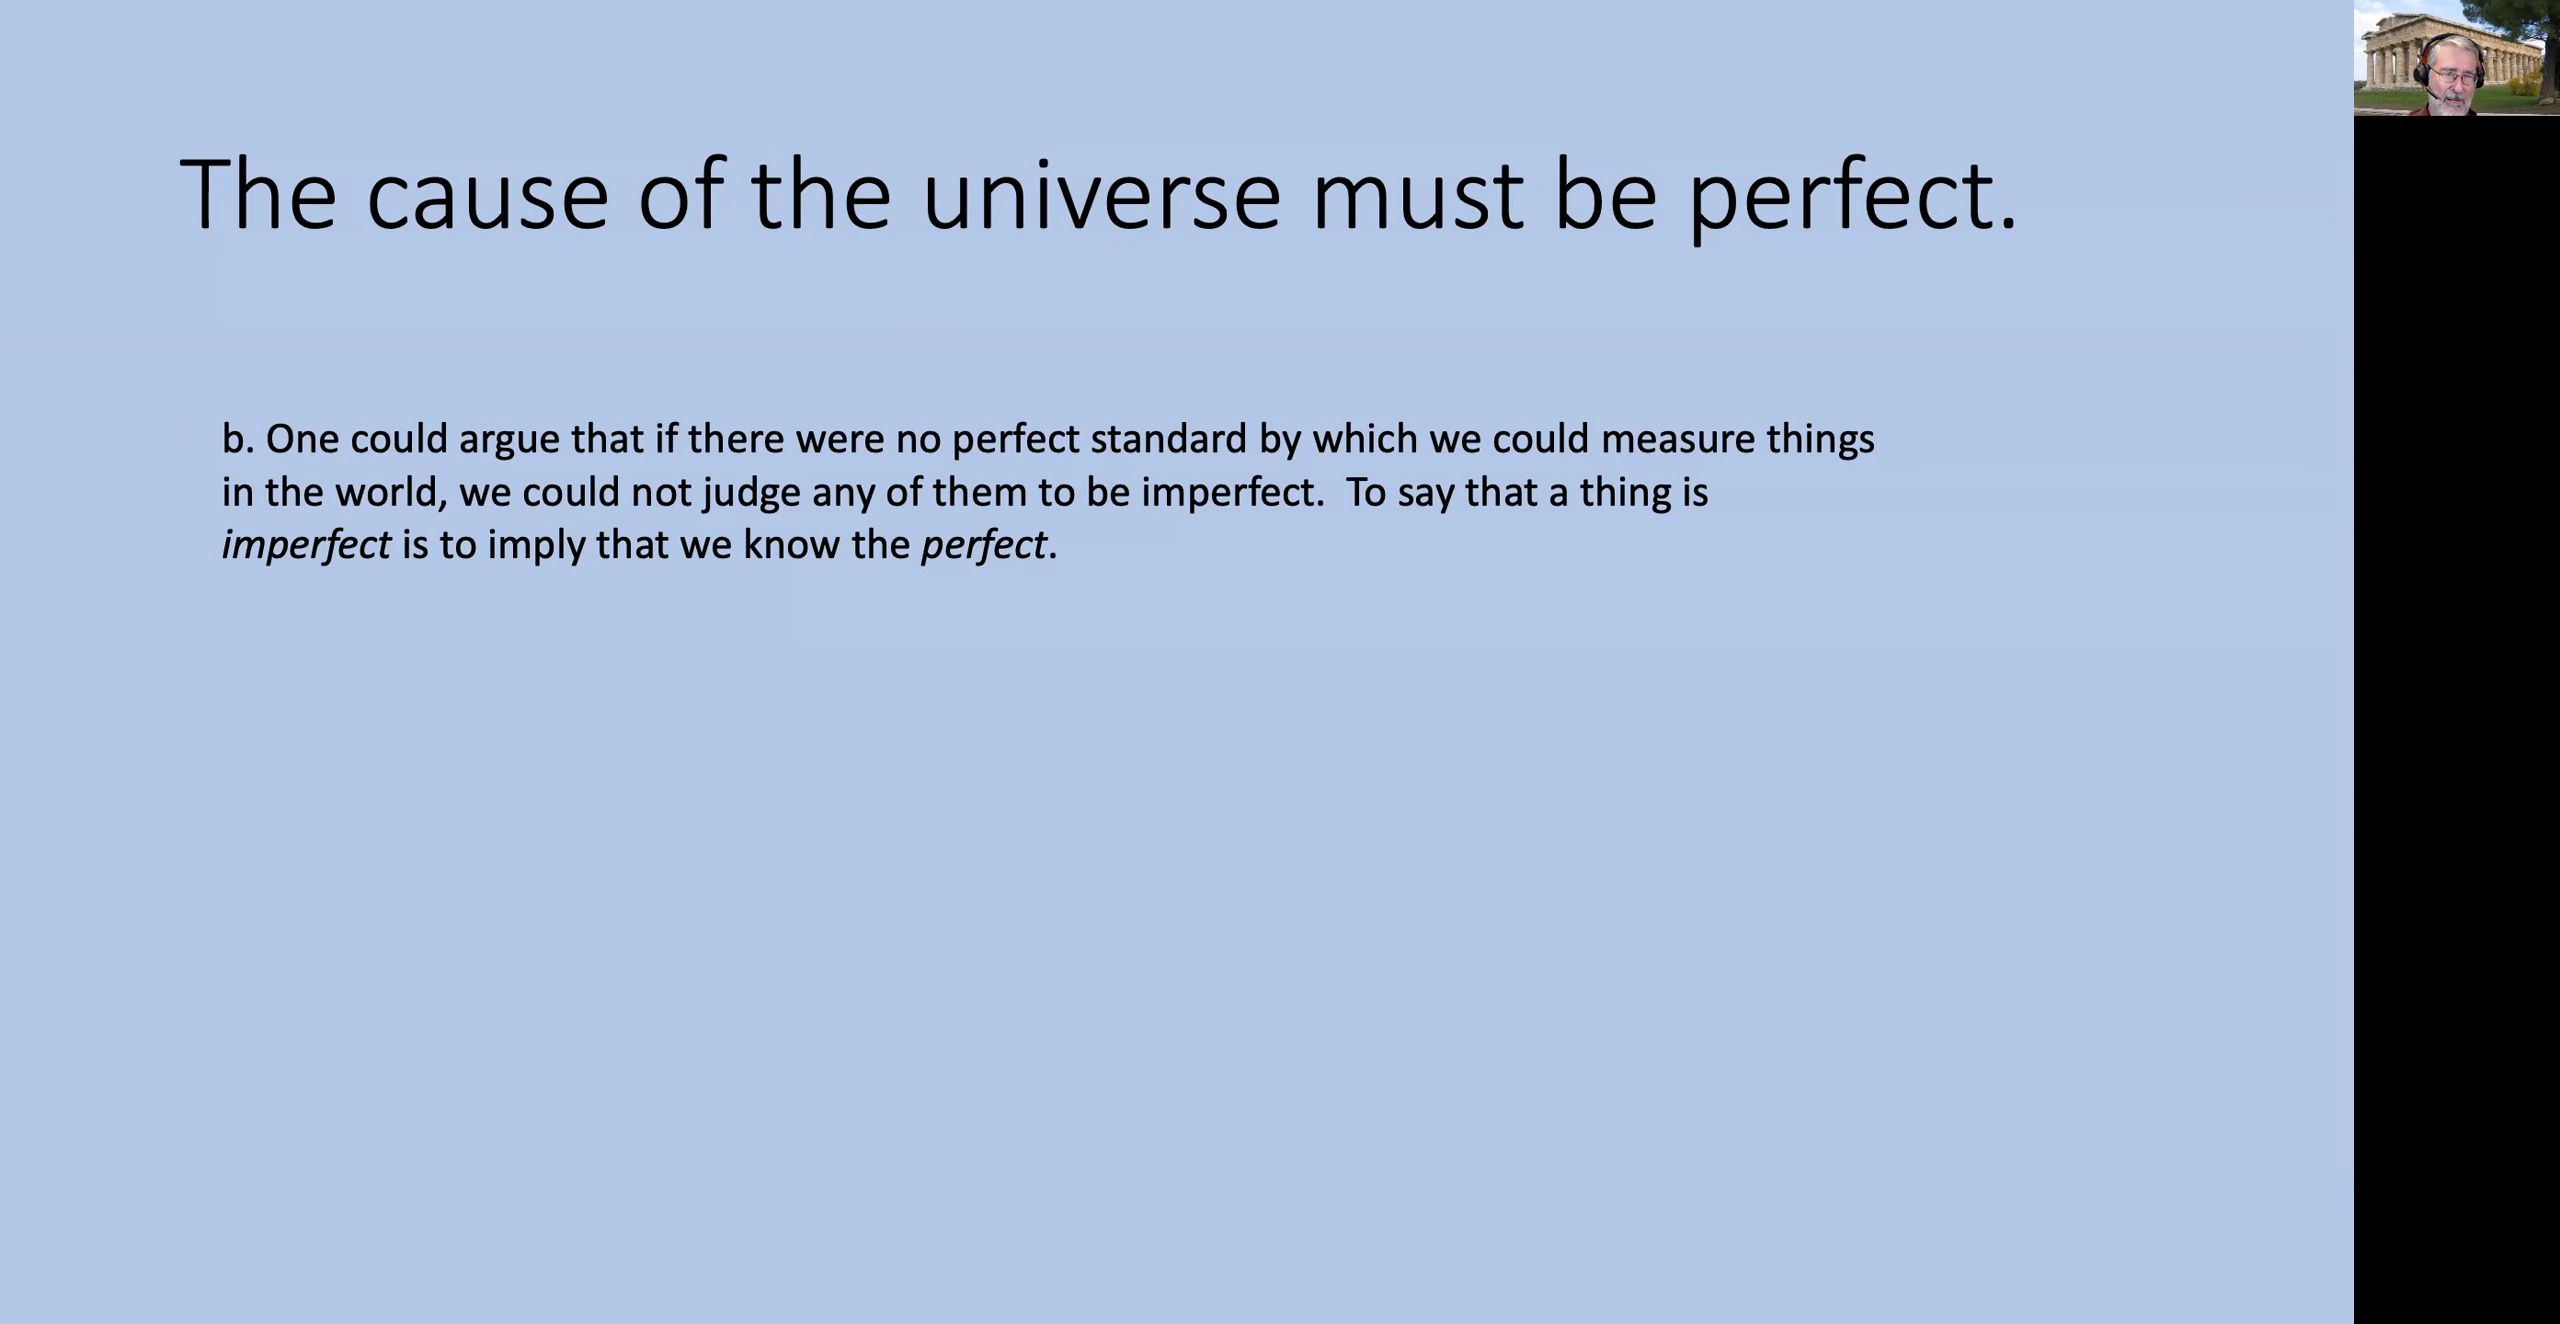 The cause of the universe must be perfect.
b. One could argue that if there were no perfect standard by which we could measure things
in the world, we could not judge any of them to be imperfect.  To say that a thing is
imperfect is to imply that we know the perfect.